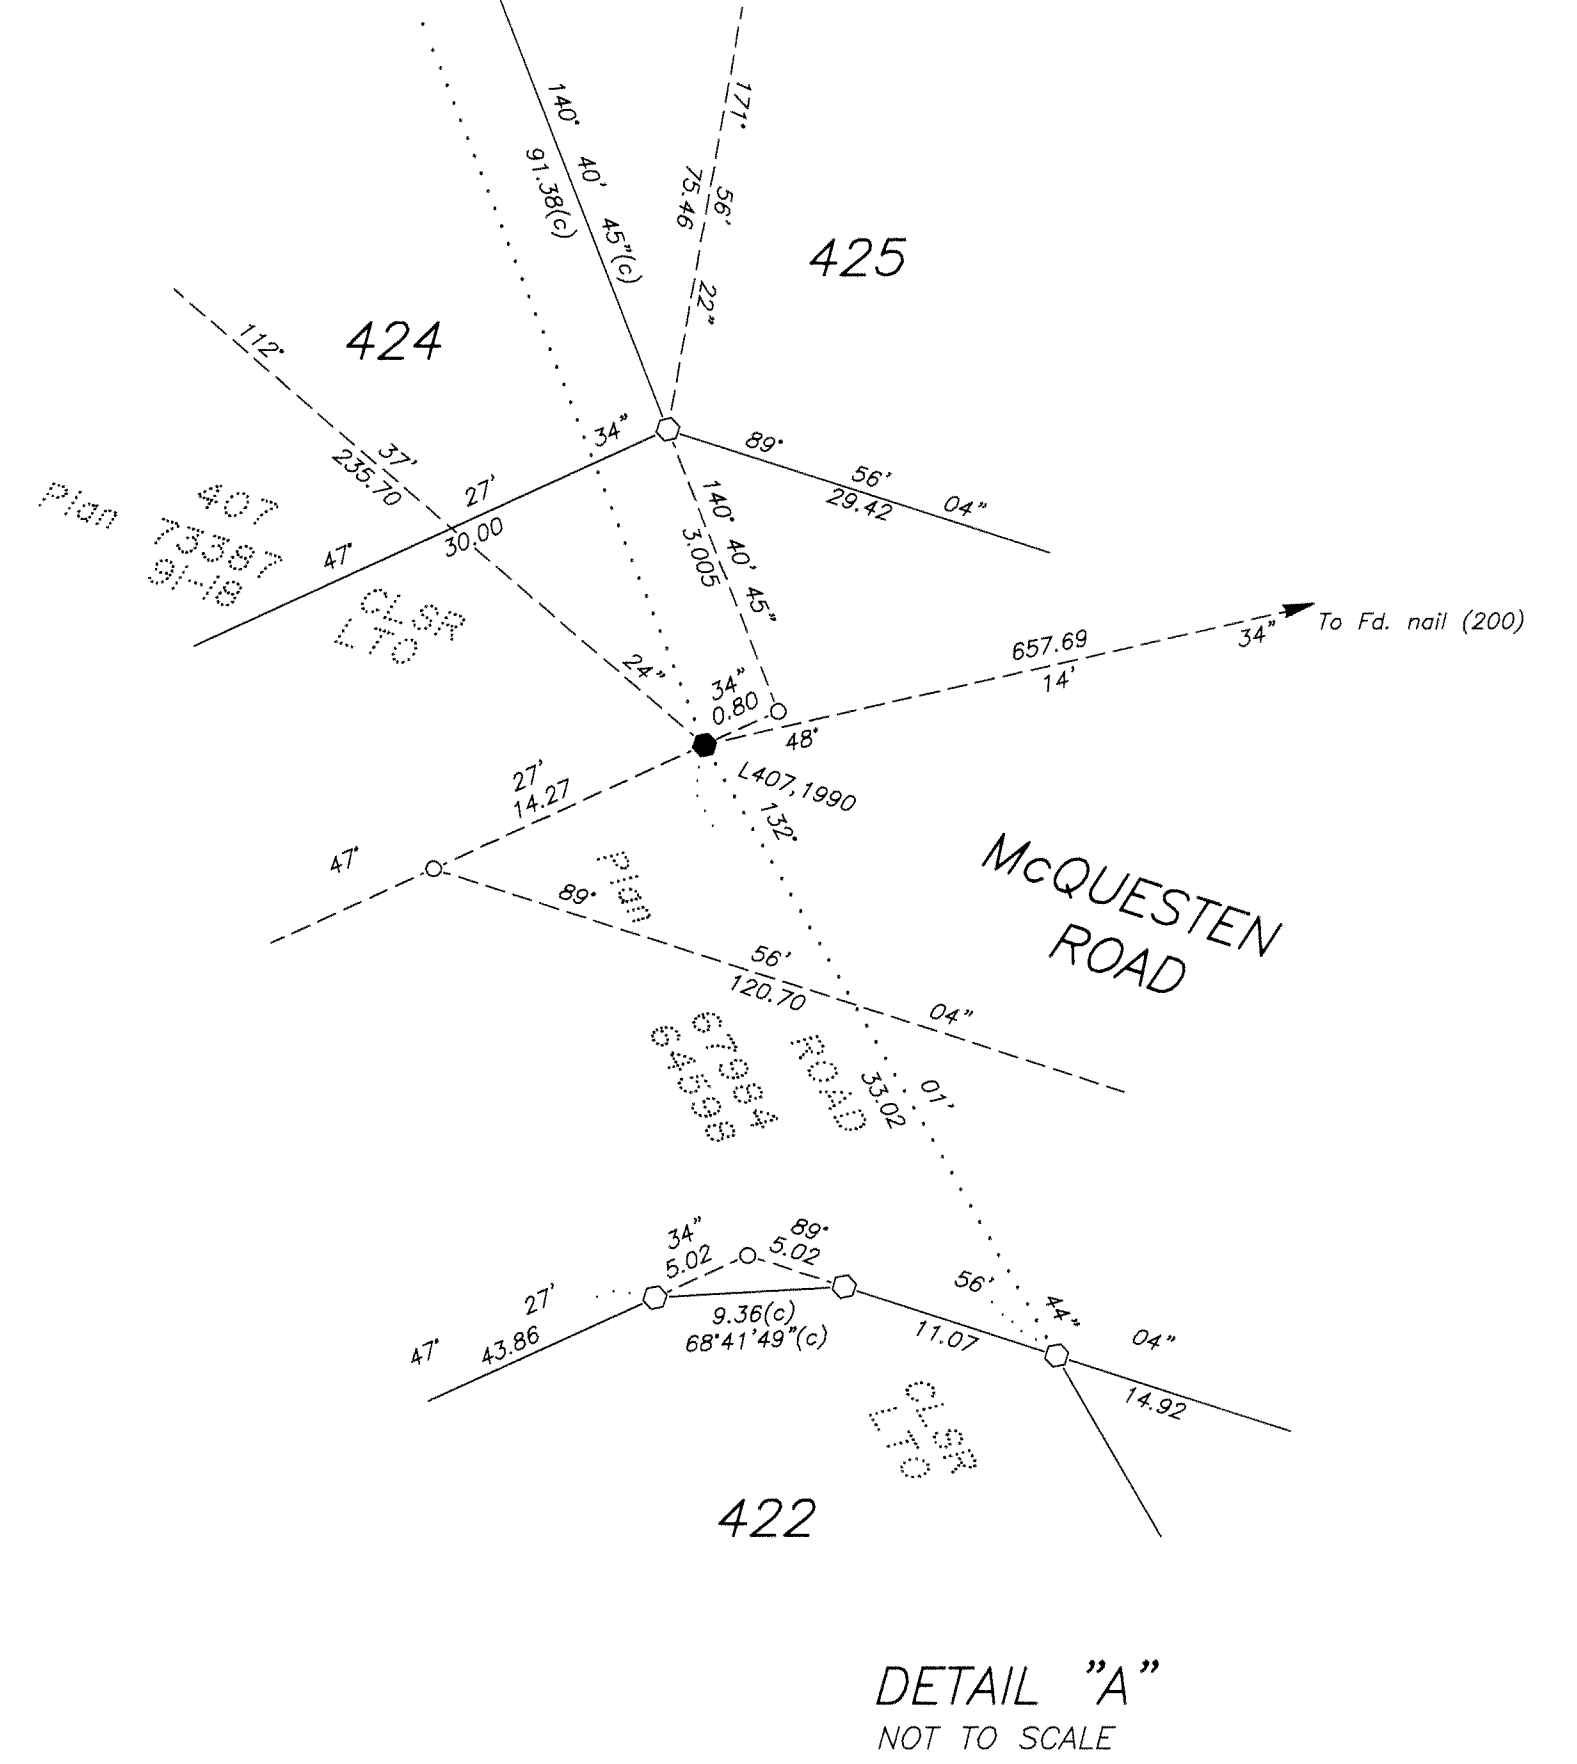 140° 40' 45"(c)
91.38(c)
171° 56' 22"
75.46
425
424
112° 37' 24"
235.70
47° 27' 34"
30.00
89° 56' 04"
29.42
407
Plan 73387 CLSR
91-18 LTO
140° 40' 45"
3.005
657.69
48° 14' 34"
To Fd. nail (200)
34"
0.80
L407,1990
47° 27'
14.27
132° 01' 44"
33.02
McQUESTEN
ROAD
89° 56' 04"
120.70
Plan 67984 CLSR
64598 LTO
ROAD
47° 27' 34"
43.86
5.02
89° 56' 04"
5.02
9.36(c)
68°41'49"(c)
11.07
14.92
422
DETAIL "A"
NOT TO SCALE